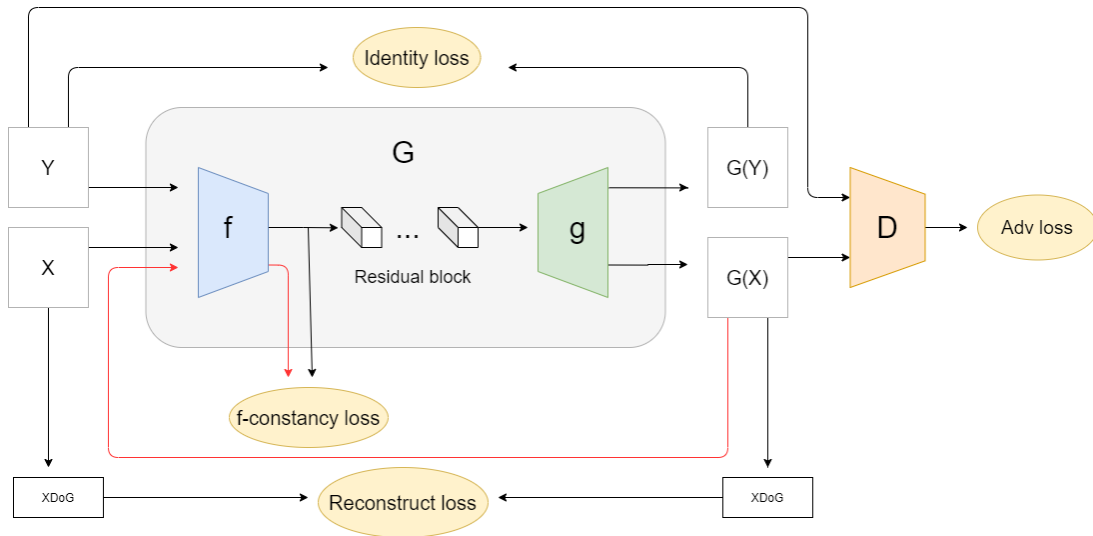 Identity loss
G
Y
G(Y)
f
...
g
D
Adv loss
X
Residual block
G(X)
f-constancy loss
XDoG
Reconstruct loss
XDoG